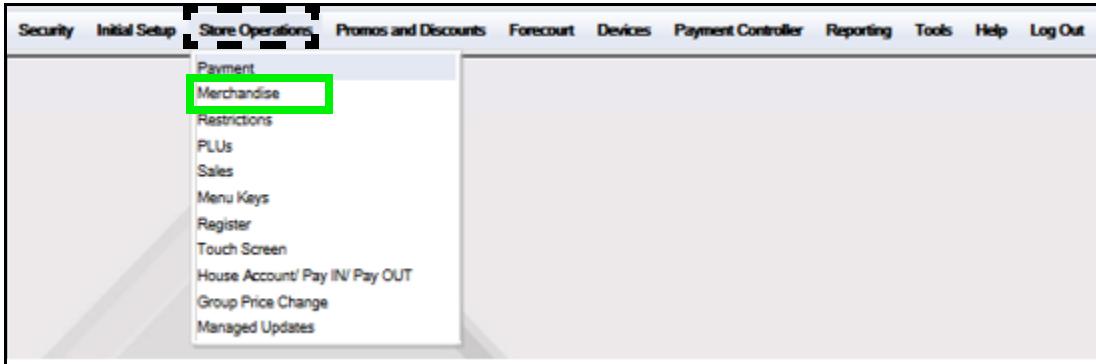 Security Initial Setup Store Operations Promos and Discounts Forecourt Devices Payment Controller Reporting Tools Help Log Out
Payment
Merchandise
Restrictions
PLUs
Sales
Menu Keys
Register
Touch Screen
House Account/ Pay IN/ Pay OUT
Group Price Change
Managed Updates